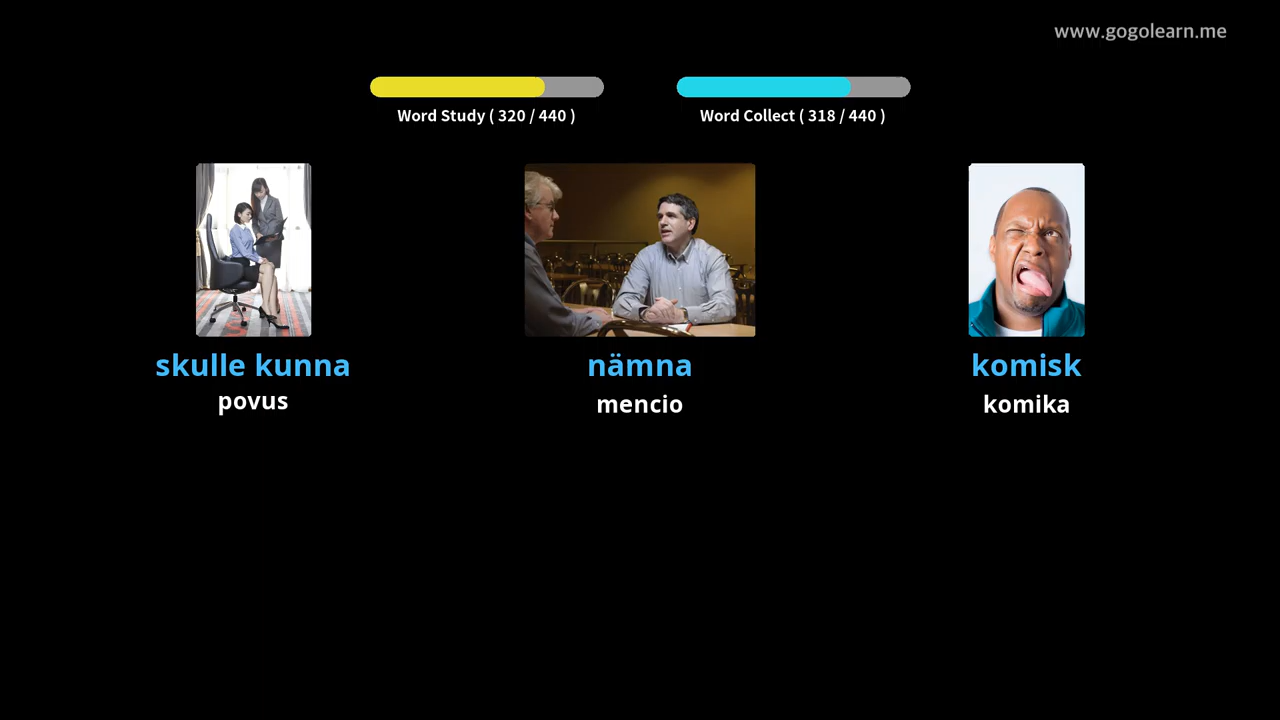 www.gogolearn.me
Word Study ( 320 / 440 )
Word Collect ( 318 / 440 )
skulle kunna
povus
nämna
mencio
komisk
komika